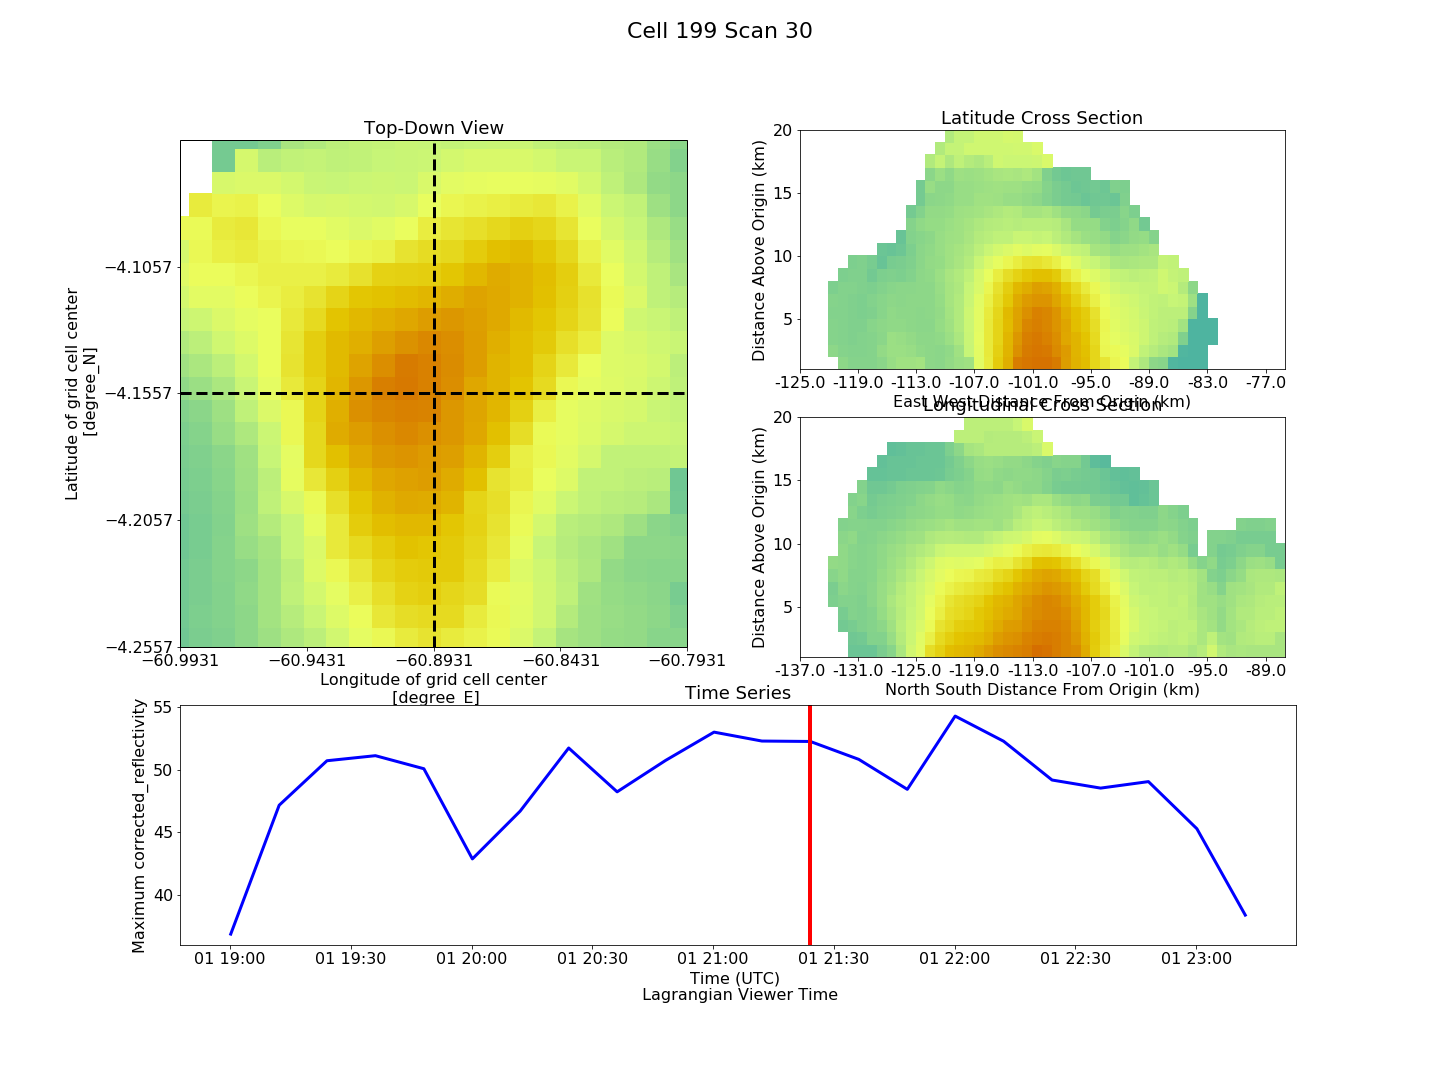 Cell 199 Scan 30
Top-Down View
−4.1057
−4.1557
−4.2057
−4.2557
Latitude of grid cell center
[degree_N]
−60.9931 −60.9431 −60.8931 −60.8431 −60.7931
Longitude of grid cell center
[degree_E]
Latitude Cross Section
20
15
10
5
Distance Above Origin (km)
-125.0 -119.0 -113.0 -107.0 -101.0 -95.0 -89.0 -83.0 -77.0
East West Distance From Origin (km)
Longitudinal Cross Section
20
15
10
5
Distance Above Origin (km)
-137.0 -131.0 -125.0 -119.0 -113.0 -107.0 -101.0 -95.0 -89.0
North South Distance From Origin (km)
Time Series
55
50
45
40
Maximum corrected_reflectivity
01 19:00 01 19:30 01 20:00 01 20:30 01 21:00 01 21:30 01 22:00 01 22:30 01 23:00
Time (UTC)
Lagrangian Viewer Time